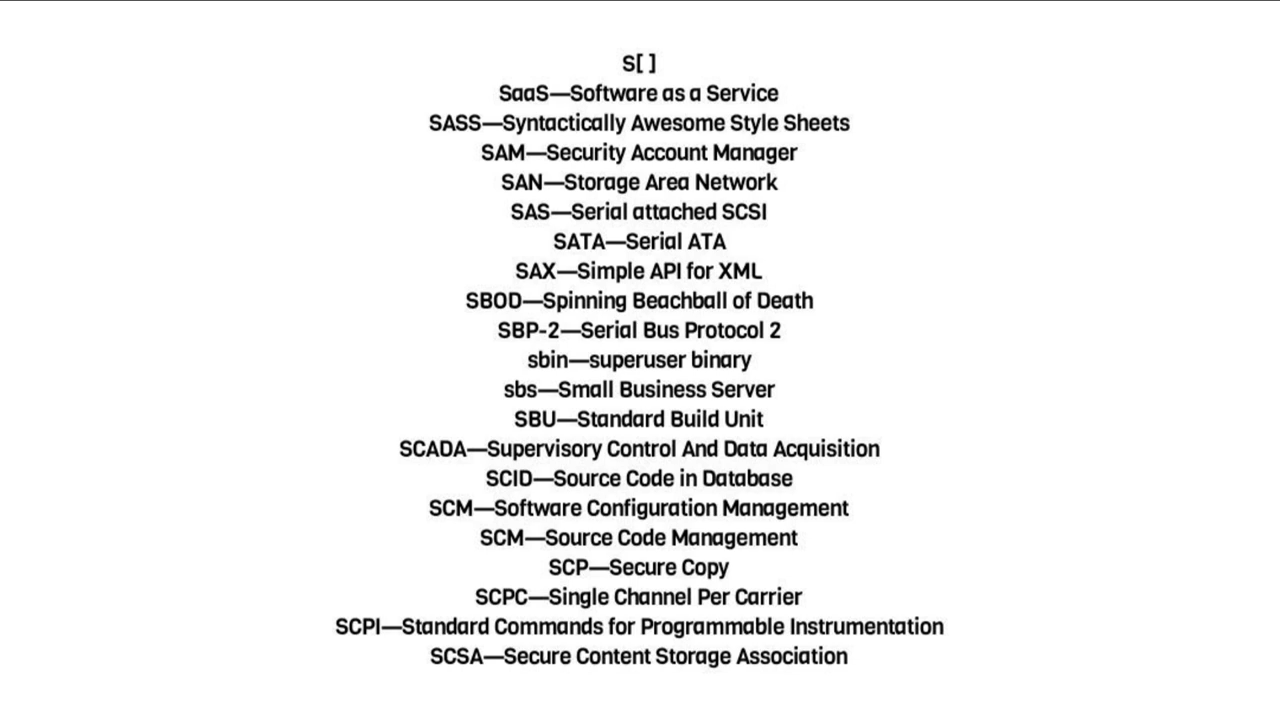 S[ ]
SaaS—Software as a Service
SASS—Syntactically Awesome Style Sheets
SAM—Security Account Manager
SAN—Storage Area Network
SAS—Serial attached SCSI
SATA—Serial ATA
SAX—Simple API for XML
SBOD—Spinning Beachball of Death
SBP-2—Serial Bus Protocol 2
sbin—superuser binary
sbs—Small Business Server
SBU—Standard Build Unit
SCADA—Supervisory Control And Data Acquisition
SCID—Source Code in Database
SCM—Software Configuration Management
SCM—Source Code Management
SCP—Secure Copy
SCPC—Single Channel Per Carrier
SCPI—Standard Commands for Programmable Instrumentation
SCSA—Secure Content Storage Association